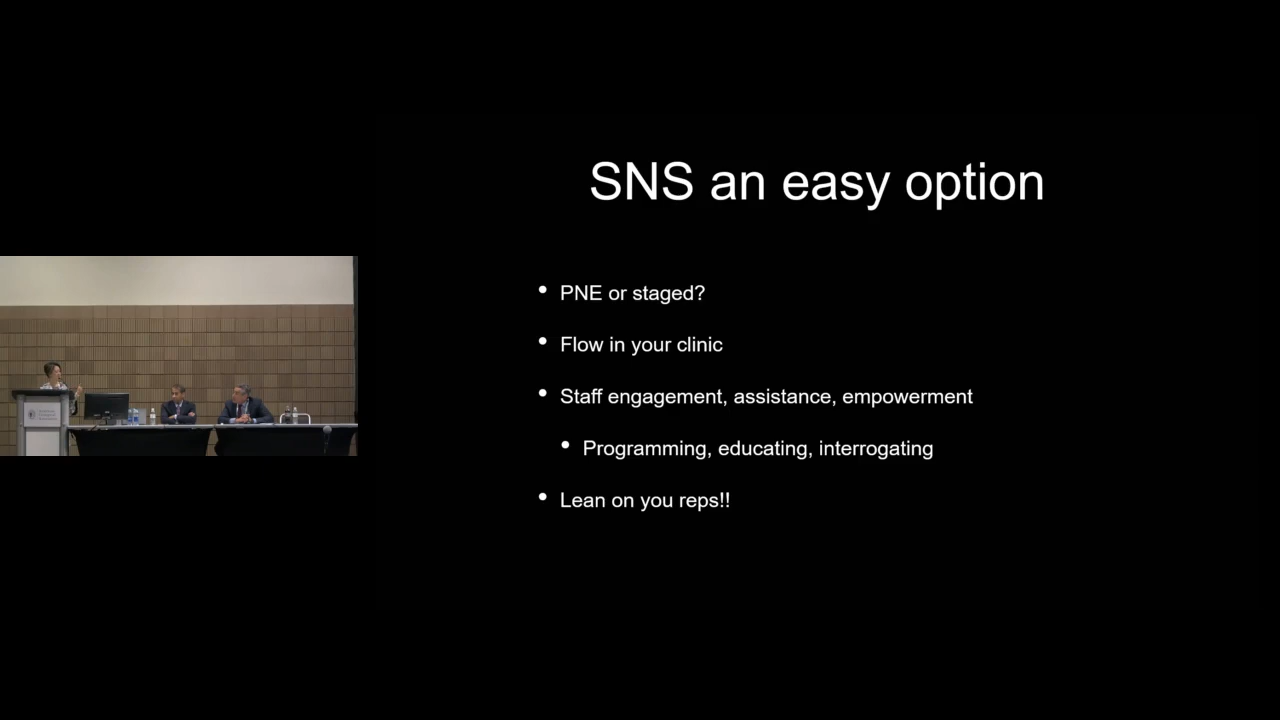 SNS an easy option
• PNE or staged?
• Flow in your clinic
• Staff engagement, assistance, empowerment
• Programming, educating, interrogating
• Lean on you reps!!